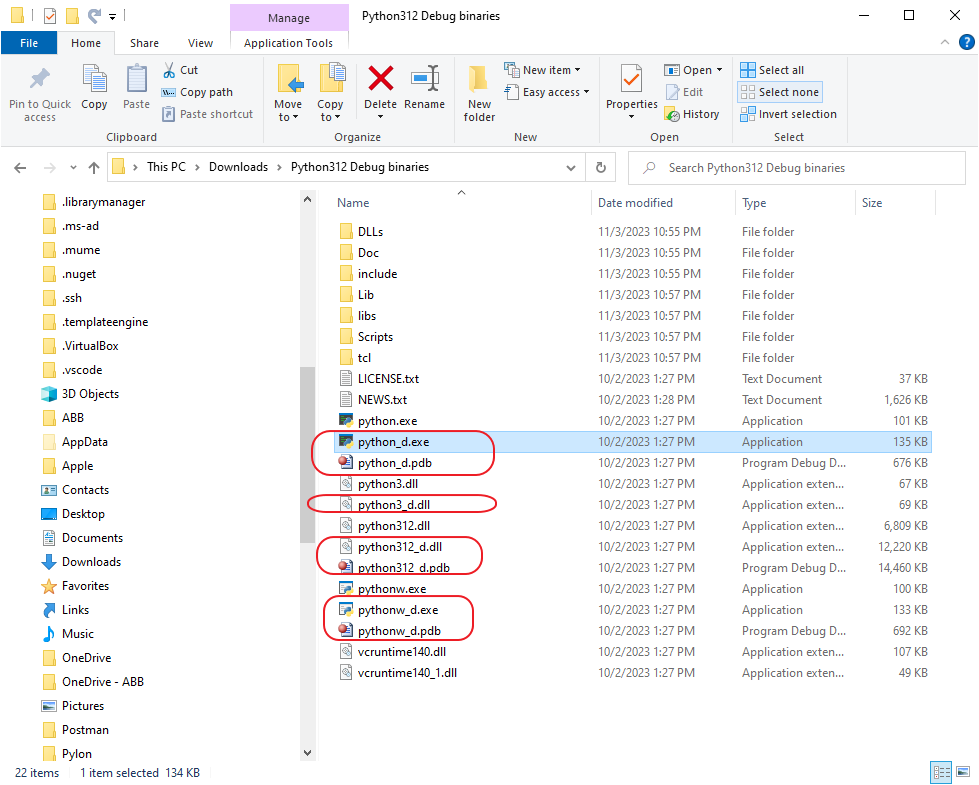 Manage
Python312 Debug binaries
File
Home
Share
View
Application Tools
Pin to Quick access
Copy
Paste
Cut
Copy path
Paste shortcut
Clipboard
Move to
Copy to
Delete
Rename
Organize
New folder
New item
Easy access
New
Properties
Open
Edit
History
Open
Select all
Select none
Invert selection
Select
This PC > Downloads > Python312 Debug binaries
Search Python312 Debug binaries
.librarymanager
.ms-ad
.mume
.nuget
.ssh
.templateengine
.VirtualBox
.vscode
3D Objects
ABB
AppData
Apple
Contacts
Desktop
Documents
Downloads
Favorites
Links
Music
OneDrive
OneDrive - ABB
Pictures
Postman
Pylon
Name Date modified Type Size
DLLs 11/3/2023 10:55 PM File folder
Doc 11/3/2023 10:55 PM File folder
include 11/3/2023 10:55 PM File folder
Lib 11/3/2023 10:57 PM File folder
libs 11/3/2023 10:57 PM File folder
Scripts 11/3/2023 10:57 PM File folder
tcl 11/3/2023 10:57 PM File folder
LICENSE.txt 10/2/2023 1:27 PM Text Document 37 KB
NEWS.txt 10/2/2023 1:28 PM Text Document 1,626 KB
python.exe 10/2/2023 1:27 PM Application 101 KB
python_d.exe 10/2/2023 1:27 PM Application 135 KB
python_d.pdb 10/2/2023 1:27 PM Program Debug D... 676 KB
python3.dll 10/2/2023 1:27 PM Application exten... 67 KB
python3_d.dll 10/2/2023 1:27 PM Application exten... 69 KB
python312.dll 10/2/2023 1:27 PM Application exten... 6,809 KB
python312_d.dll 10/2/2023 1:27 PM Application exten... 12,220 KB
python312_d.pdb 10/2/2023 1:27 PM Program Debug D... 14,460 KB
pythonw.exe 10/2/2023 1:27 PM Application 100 KB
pythonw_d.exe 10/2/2023 1:27 PM Application 133 KB
pythonw_d.pdb 10/2/2023 1:27 PM Program Debug D... 692 KB
vcruntime140.dll 10/2/2023 1:27 PM Application exten... 107 KB
vcruntime140_1.dll 10/2/2023 1:27 PM Application exten... 49 KB
22 items 1 item selected 134 KB